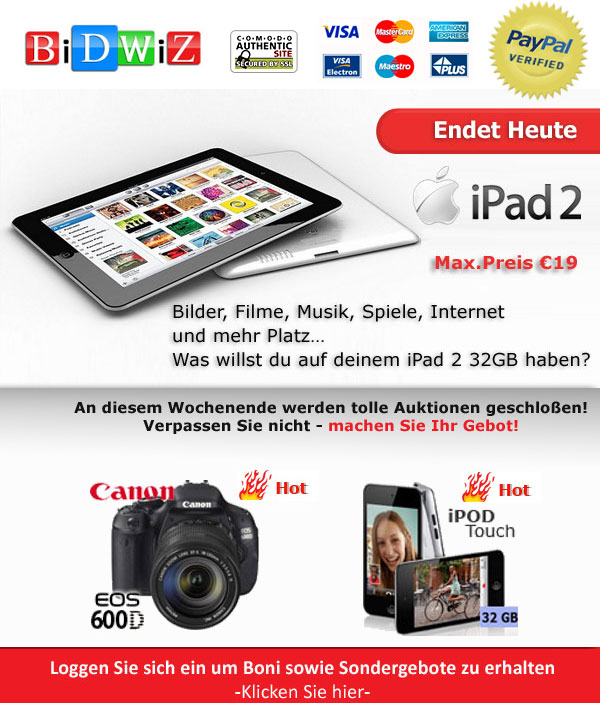 BiDWiZ
COMODO
AUTHENTIC
SITE
SECURED BY SSL
VISA
MasterCard
AMERICAN
EXPRESS
VISA
Electron
Maestro
PLUS
PayPal
VERIFIED
Endet Heute
iPad 2
Max.Preis €19
Bilder, Filme, Musik, Spiele, Internet
und mehr Platz...
Was willst du auf deinem iPad 2 32GB haben?
An diesem Wochenende werden tolle Auktionen geschloßen!
Verpassen Sie nicht - machen Sie Ihr Gebot!
Canon
Hot
Canon
EOS
600D
Hot
iPOD
Touch
32 GB
Loggen Sie sich ein um Boni sowie Sondergebote zu erhalten
-Klicken Sie hier-